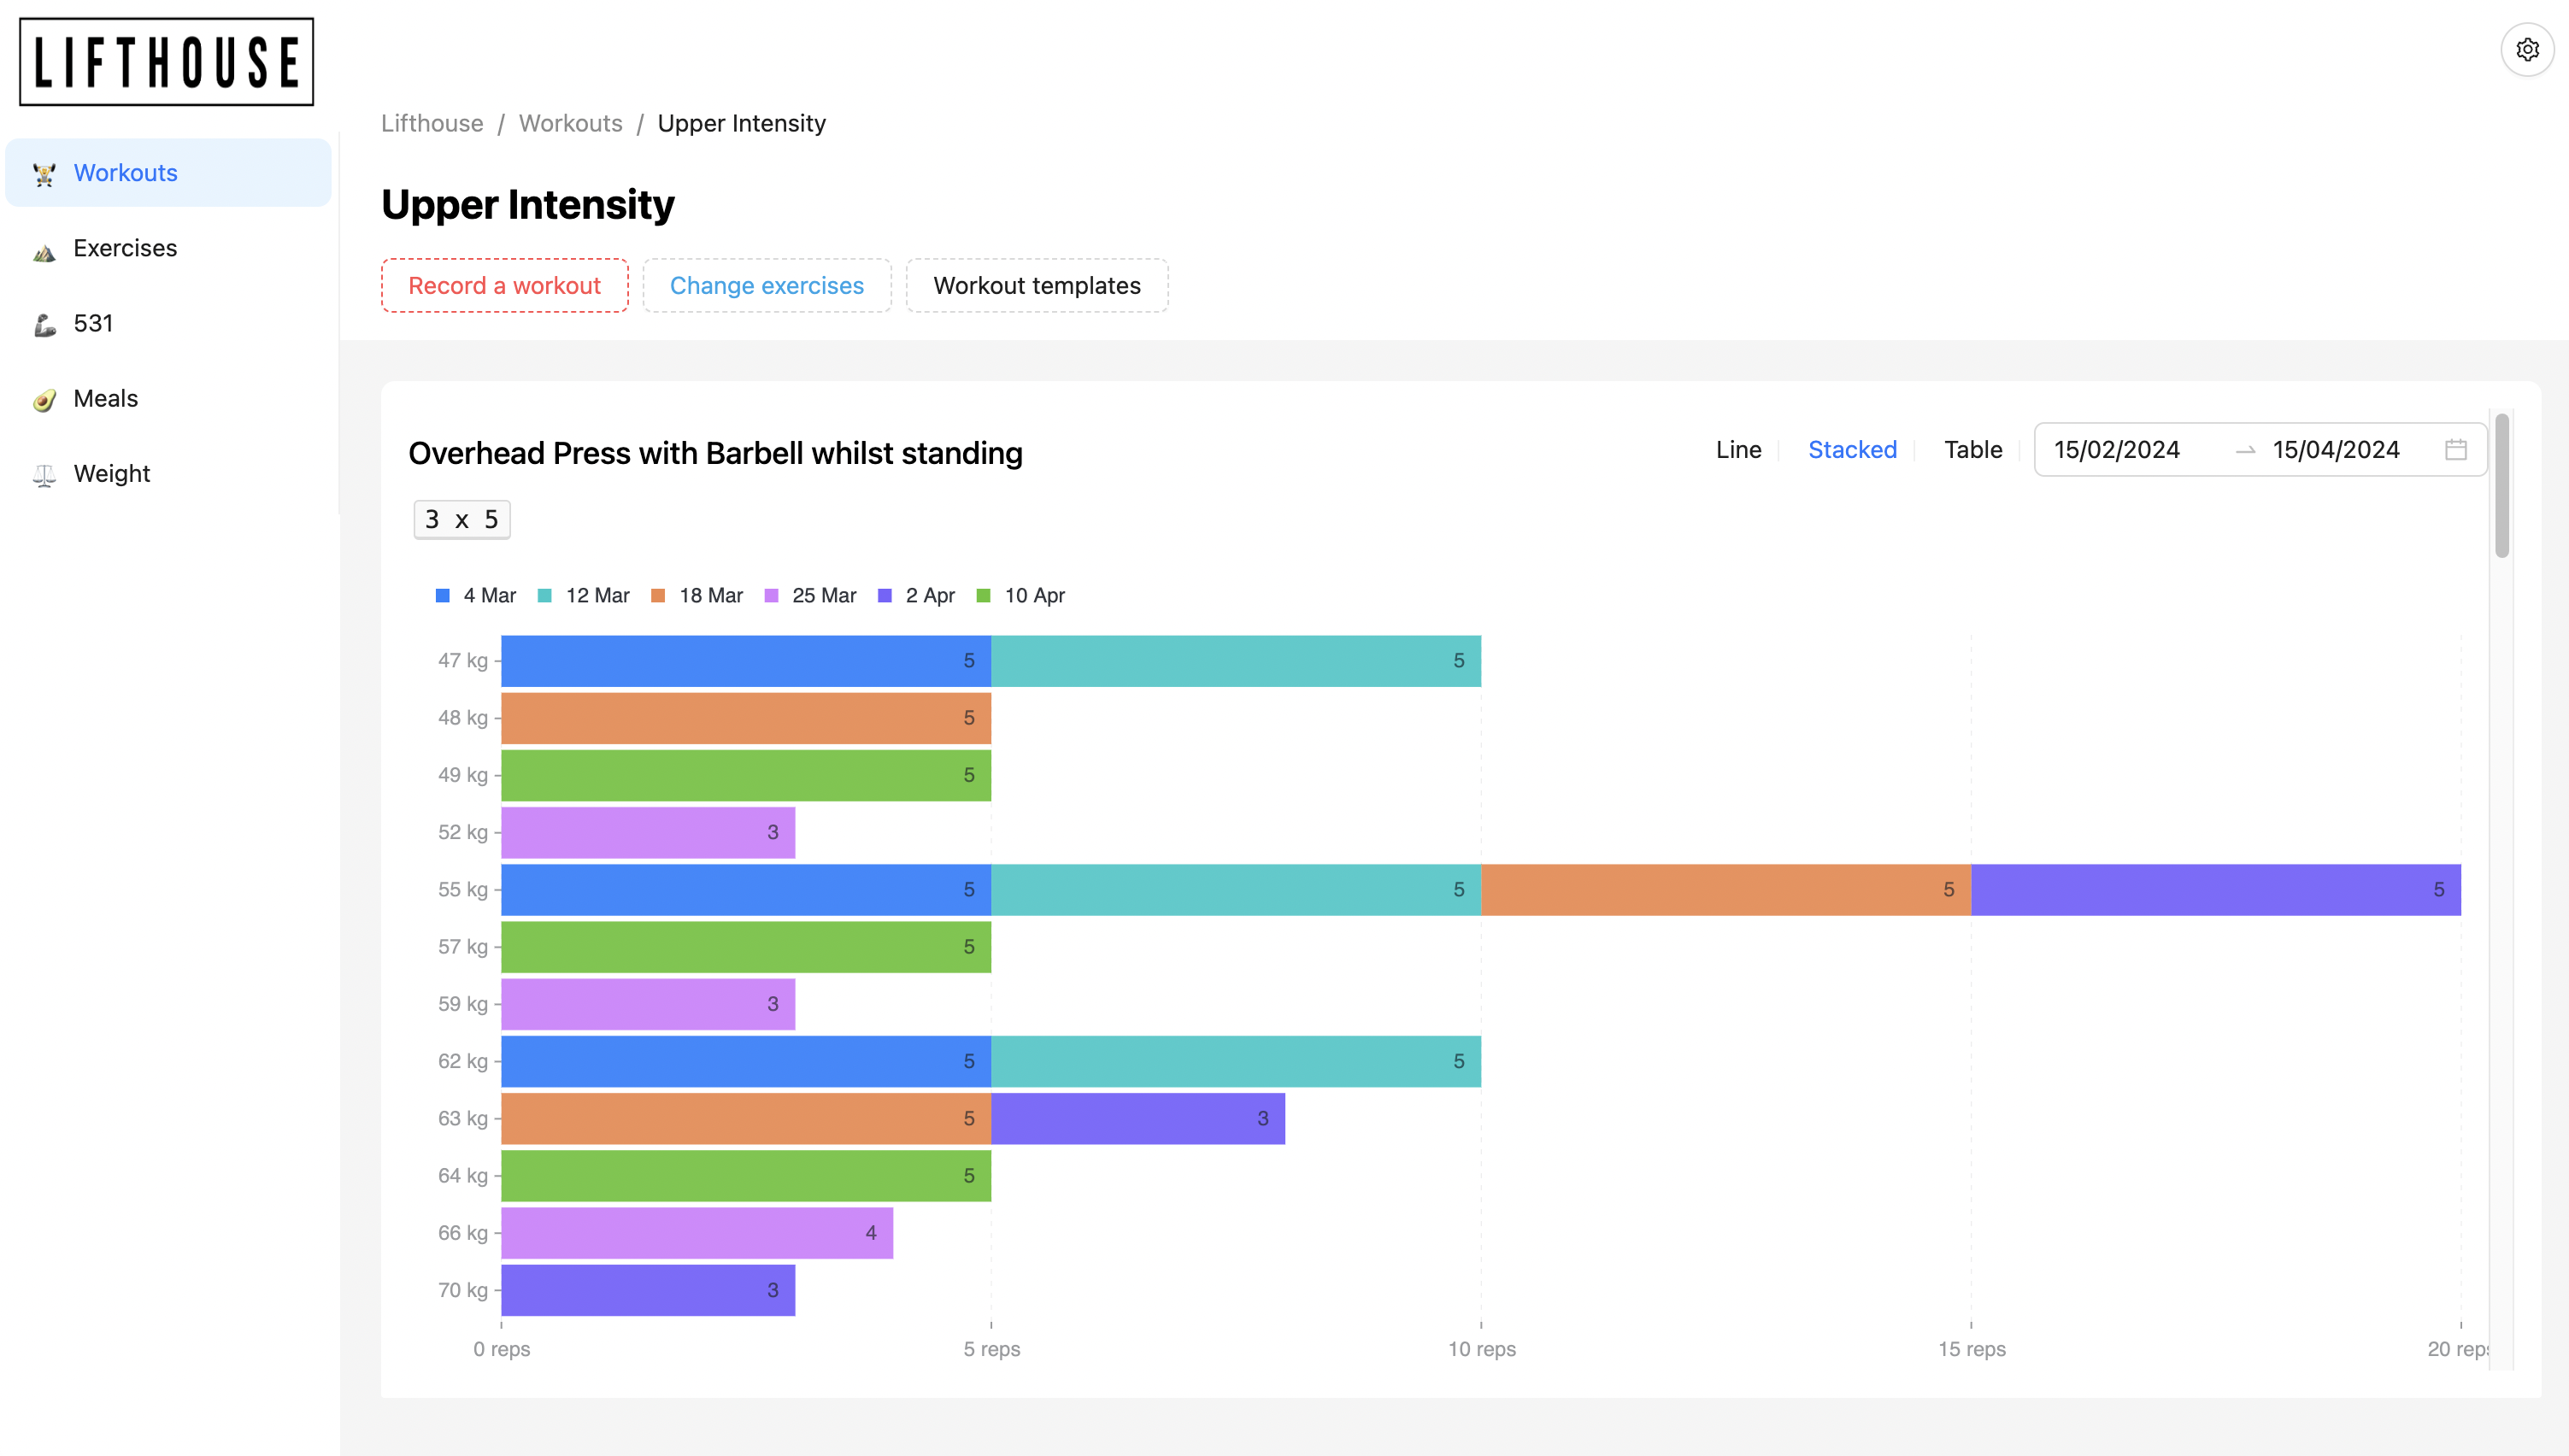 LIFTHOUSE
Workouts
Exercises
531
Meals
Weight
Lifthouse / Workouts / Upper Intensity
Upper Intensity
Record a workout
Change exercises
Workout templates
Overhead Press with Barbell whilst standing
Line
Stacked
Table
15/02/2024
15/04/2024
3 x 5
4 Mar 12 Mar 18 Mar 25 Mar 2 Apr 10 Apr
47 kg 5 5
48 kg 5
49 kg 5
52 kg 3
55 kg 5 5 5 5
57 kg 5
59 kg 3
62 kg 5 5
63 kg 5 3
64 kg 5
66 kg 4
70 kg 3
0 reps 5 reps 10 reps 15 reps 20 reps